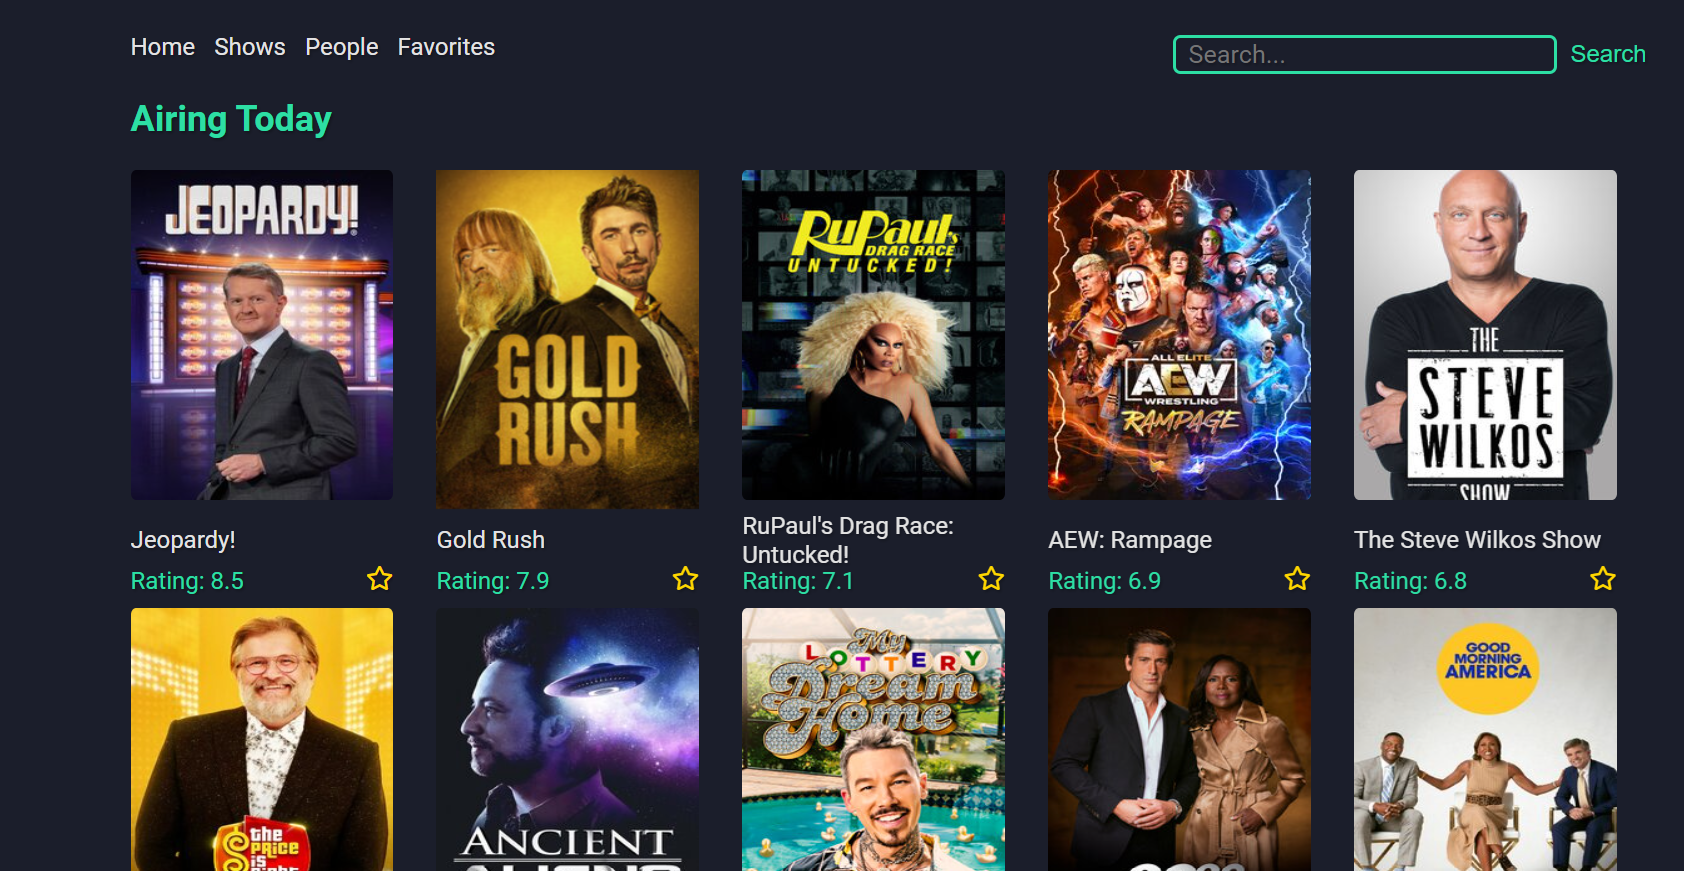 Home Shows People Favorites
Search... Search
Airing Today
JEOPARDY!
GOLD
RUSH
RuPaul's
DRAG RACE
UNTUCKED!
ALL ELITE
AEW
WRESTLING
RAMPAGE
THE
STEVE
WILKOS
SHOW
Jeopardy!
Gold Rush
RuPaul's Drag Race:
Untucked!
AEW: Rampage
The Steve Wilkos Show
Rating: 8.5
Rating: 7.9
Rating: 7.1
Rating: 6.9
Rating: 6.8
the
PRICE
is
Right
ANCIENT
ALIENS
My
LOTTERY
Dream
Home
GOOD
MORNING
AMERICA